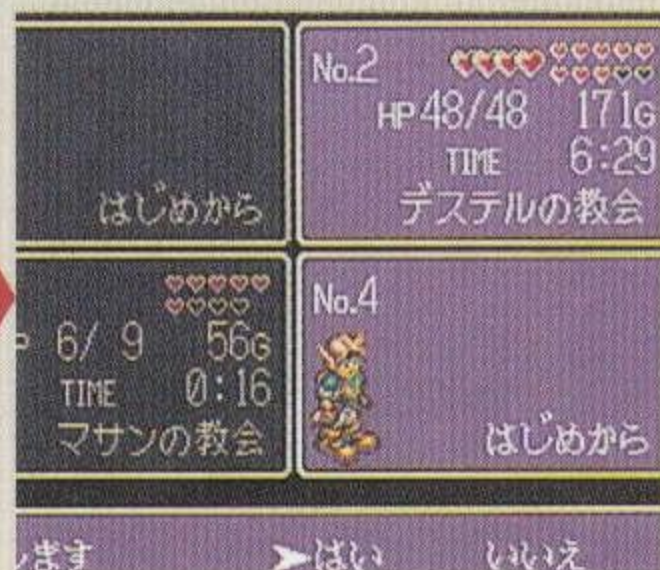 はじめから
No.2
HP 48/48 171G
TIME 6:29
デステルの教会
6/ 9 56G
TIME 0:16
マサンの教会
No.4
はじめから
します はい いいえ